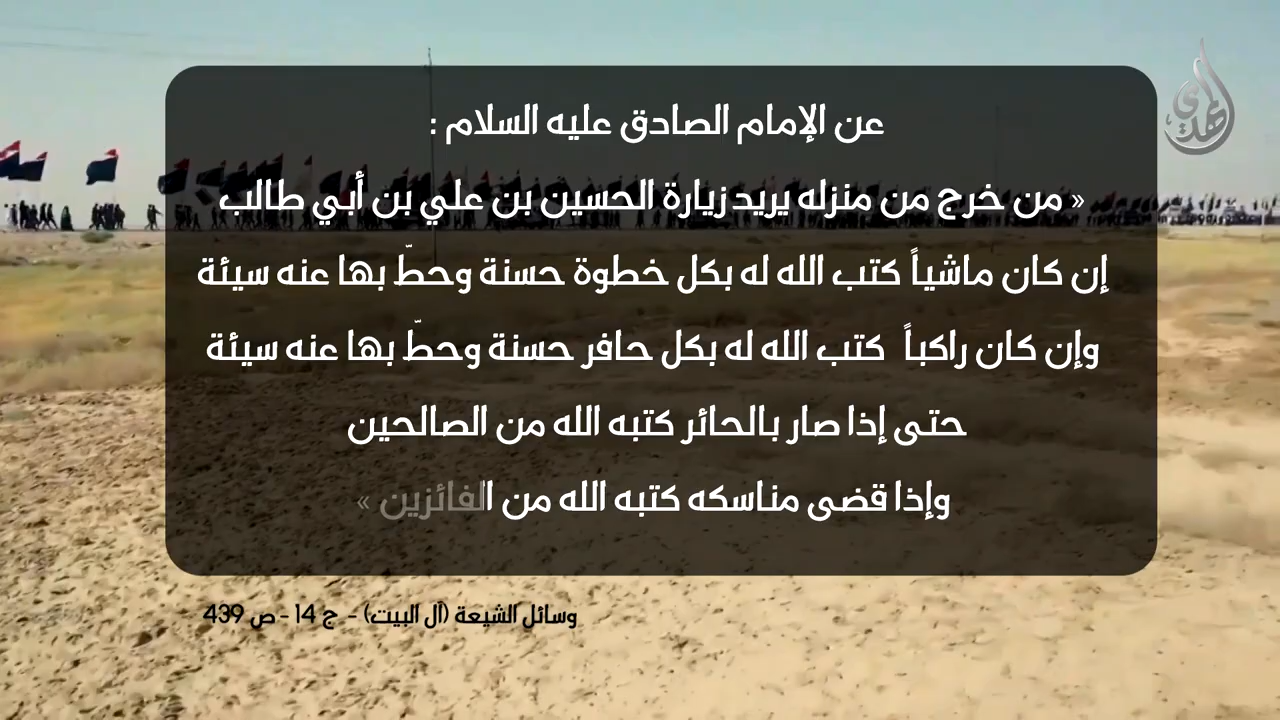 عن الإمام الصادق عليه السلام :
« من خرج من منزله يريد زيارة الحسين بن علي بن أبي طالب
إن كان ماشياً كتب الله له بكل خطوة حسنة وحطّ بها عنه سيئة
وإن كان راكباً كتب الله له بكل حافر حسنة وحطّ بها عنه سيئة
حتى إذا صار بالحائر كتبه الله من الصالحين
وإذا قضى مناسكه كتبه الله من الفائزين »
وسائل الشيعة (آل البيت) - ج 14 - ص 439
الهدي